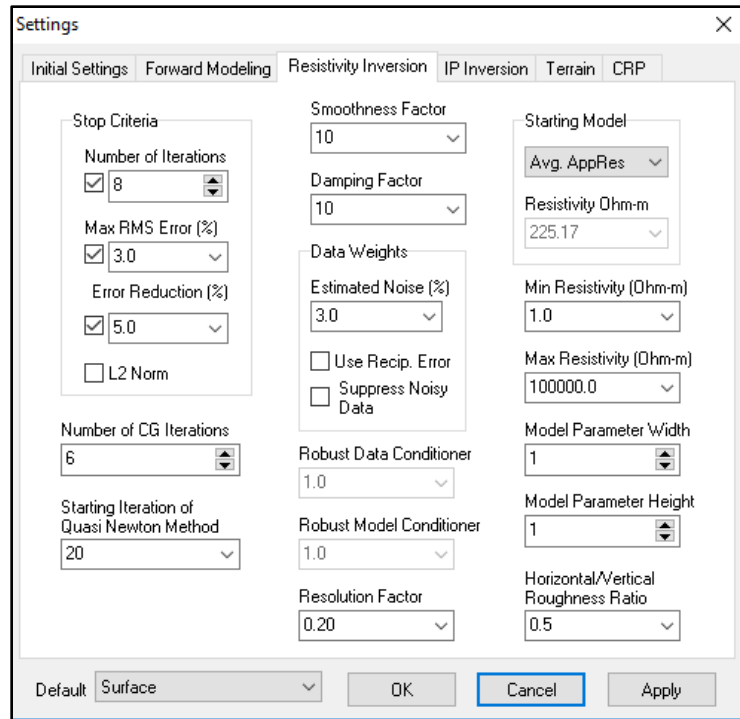 Settings
Initial Settings
Forward Modeling
Resistivity Inversion
IP Inversion
Terrain
CRP
Stop Criteria
Number of Iterations
8
Max RMS Error (%)
3.0
Error Reduction (%)
5.0
L2 Norm
Number of CG Iterations
6
Starting Iteration of
Quasi Newton Method
20
Smoothness Factor
10
Damping Factor
10
Data Weights
Estimated Noise (%)
3.0
Use Recip. Error
Suppress Noisy
Data
Robust Data Conditioner
1.0
Robust Model Conditioner
1.0
Resolution Factor
0.20
Starting Model
Avg. AppRes
Resistivity Ohm-m
225.17
Min Resistivity (Ohm-m)
1.0
Max Resistivity (Ohm-m)
100000.0
Model Parameter Width
1
Model Parameter Height
1
Horizontal/Vertical
Roughness Ratio
0.5
Default
Surface
OK
Cancel
Apply